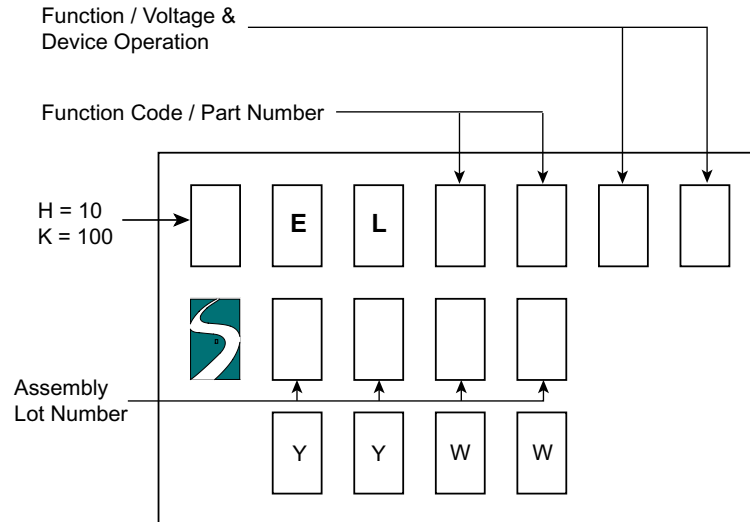 Function / Voltage &
Device Operation
Function Code / Part Number
H = 10
K = 100
E L
Assembly
Lot Number
Y Y W W